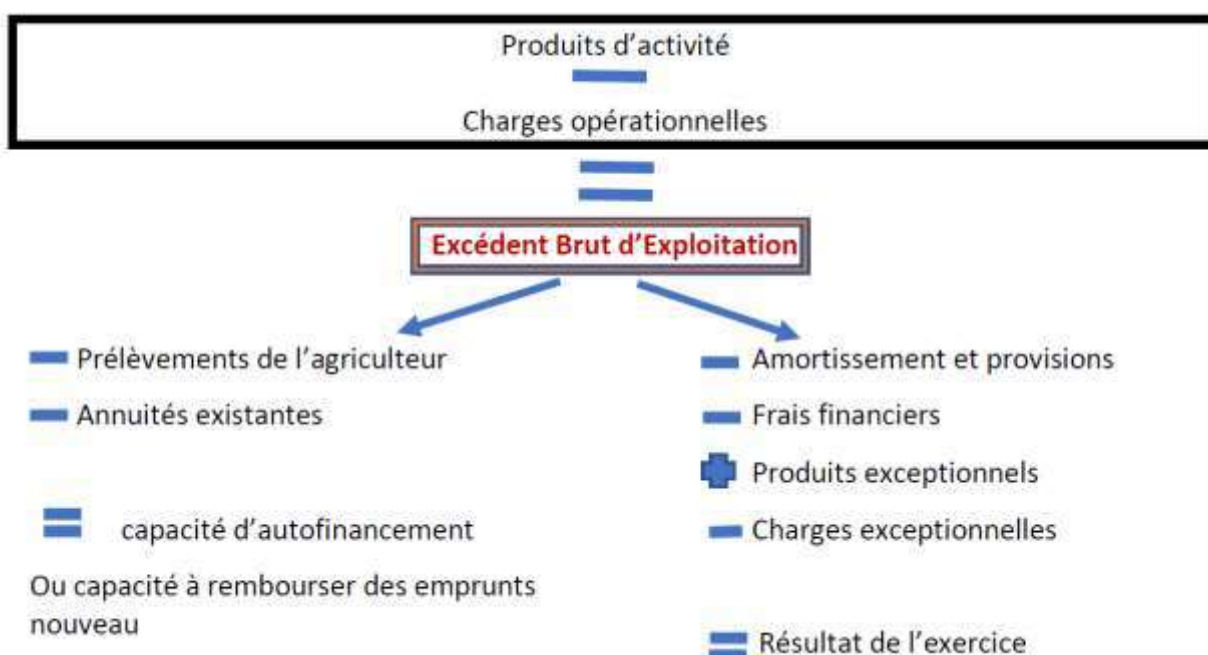 Produits d'activité
Charges opérationnelles
Excédent Brut d'Exploitation
Prélèvements de l'agriculteur
Annuités existantes
capacité d'autofinancement
Ou capacité à rembourser des emprunts
nouveau
Amortissement et provisions
Frais financiers
Produits exceptionnels
Charges exceptionnelles
Résultat de l'exercice